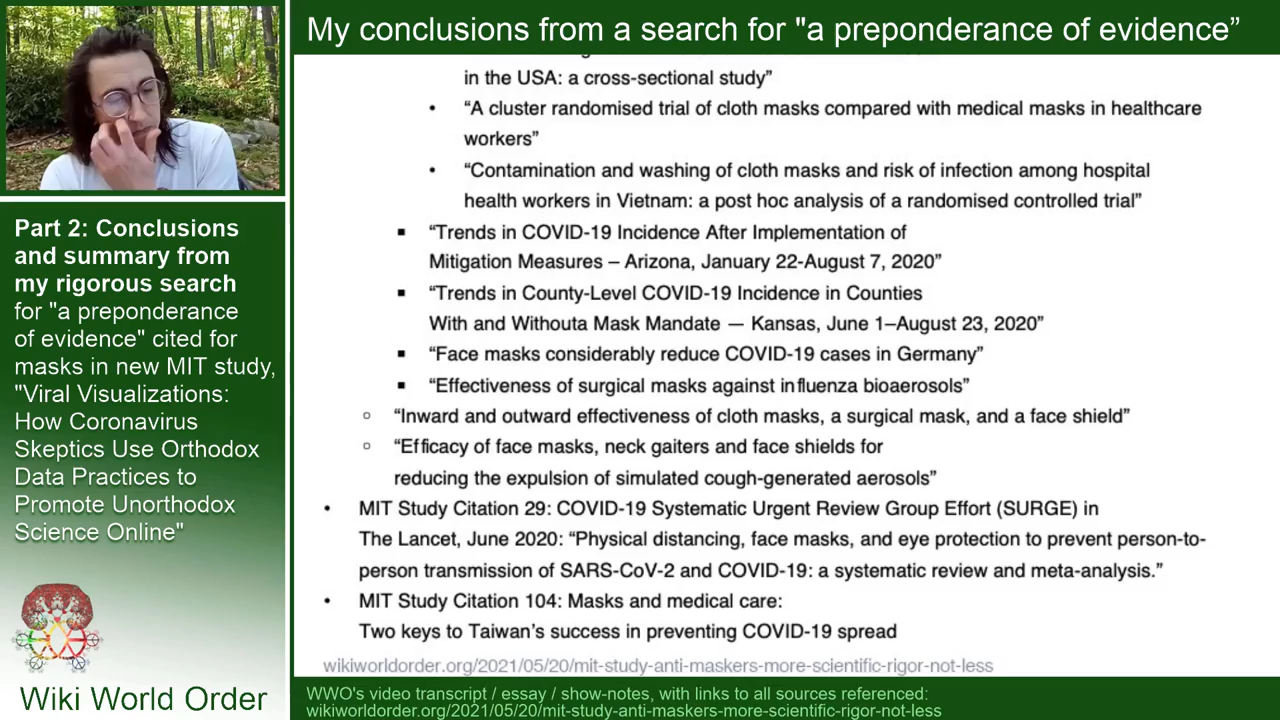 My conclusions from a search for "a preponderance of evidence”
in the USA: a cross-sectional study”
• “A cluster randomised trial of cloth masks compared with medical masks in healthcare
workers”
• “Contamination and washing of cloth masks and risk of infection among hospital
health workers in Vietnam: a post hoc analysis of a randomised controlled trial”
▪ “Trends in COVID-19 Incidence After Implementation of
Mitigation Measures – Arizona, January 22-August 7, 2020”
▪ “Trends in County-Level COVID-19 Incidence in Counties
With and Withouta Mask Mandate — Kansas, June 1–August 23, 2020”
▪ “Face masks considerably reduce COVID-19 cases in Germany”
▪ “Effectiveness of surgical masks against influenza bioaerosols”
○ “Inward and outward effectiveness of cloth masks, a surgical mask, and a face shield”
○ “Efficacy of face masks, neck gaiters and face shields for
reducing the expulsion of simulated cough-generated aerosols”
• MIT Study Citation 29: COVID-19 Systematic Urgent Review Group Effort (SURGE) in
The Lancet, June 2020: “Physical distancing, face masks, and eye protection to prevent person-to-
person transmission of SARS-CoV-2 and COVID-19: a systematic review and meta-analysis.”
• MIT Study Citation 104: Masks and medical care:
Two keys to Taiwan’s success in preventing COVID-19 spread
wikiworldorder.org/2021/05/20/mit-study-anti-maskers-more-scientific-rigor-not-less
Part 2: Conclusions
and summary from
my rigorous search
for "a preponderance
of evidence" cited for
masks in new MIT study,
"Viral Visualizations:
How Coronavirus
Skeptics Use Orthodox
Data Practices to
Promote Unorthodox
Science Online"
Wiki World Order
WWO's video transcript / essay / show-notes, with links to all sources referenced:
wikiworldorder.org/2021/05/20/mit-study-anti-maskers-more-scientific-rigor-not-less